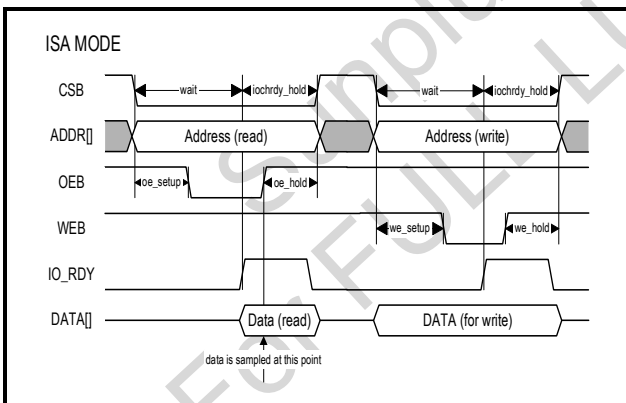 ISA MODE
CSB wait iochrdy_hold wait iochrdy_hold
ADDR[] Address (read) Address (write)
OEB oe_setup oe_hold
WEB we_setup we_hold
IO_RDY
DATA[] Data (read) DATA (for write)
data is sampled at this point